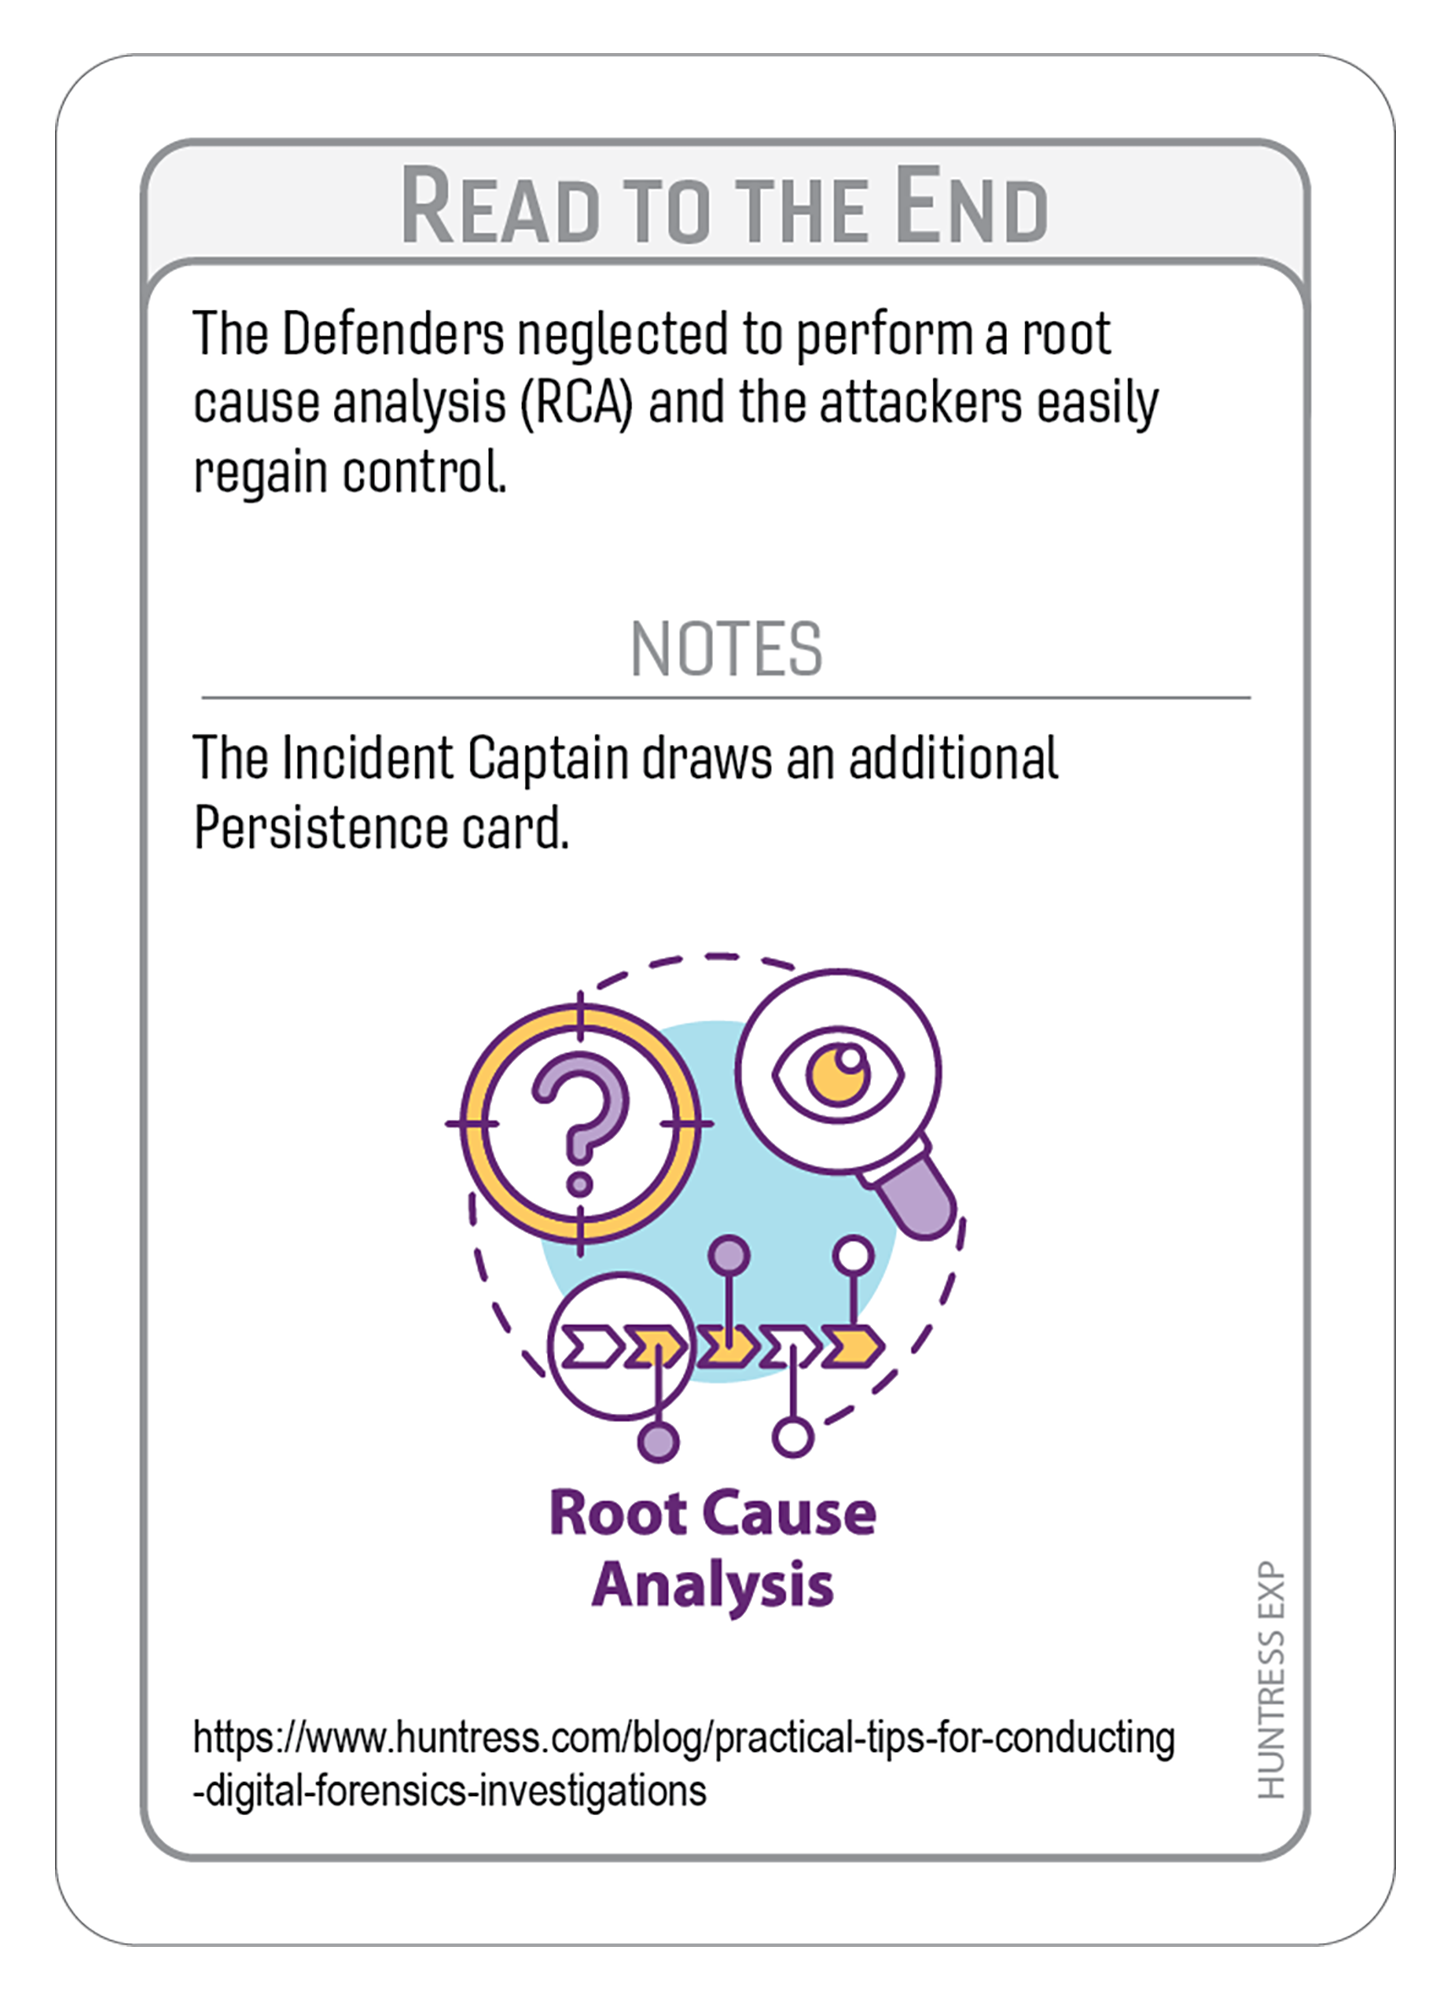 READ TO THE END
The Defenders neglected to perform a root
cause analysis (RCA) and the attackers easily
regain control.
NOTES
The Incident Captain draws an additional
Persistence card.
Root Cause
Analysis
https://www.huntress.com/blog/practical-tips-for-conducting
-digital-forensics-investigations
HUNTRESS EXP